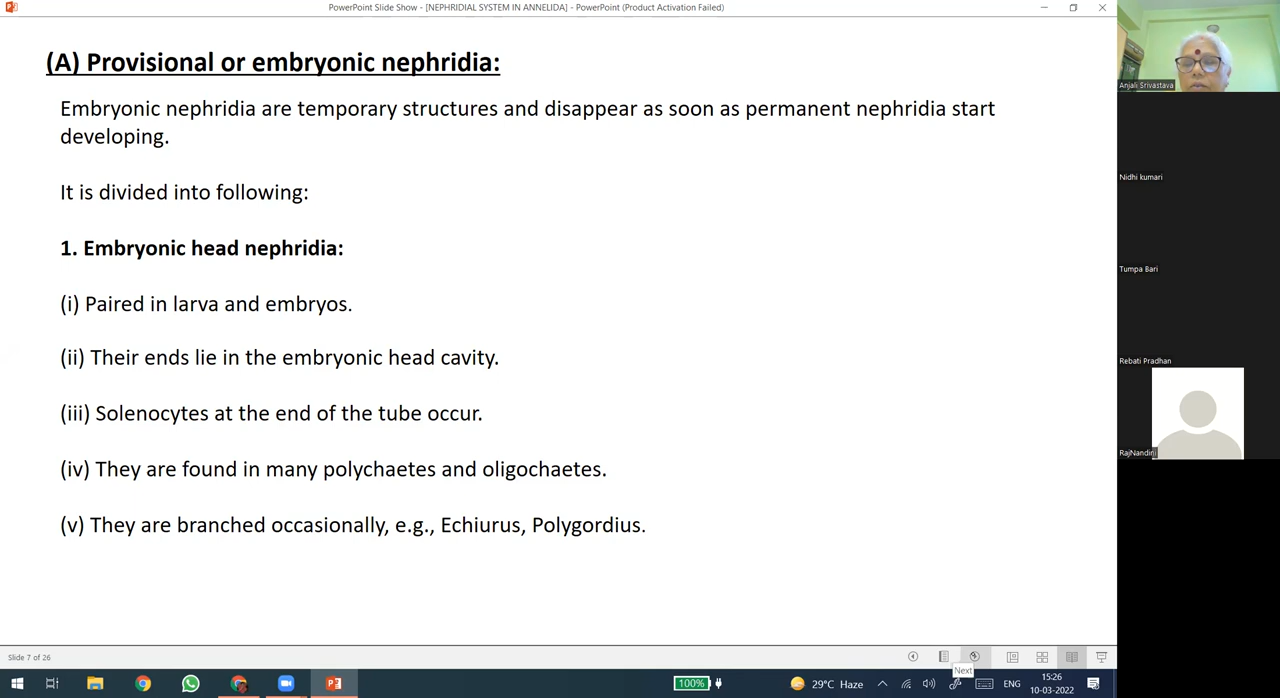 PowerPoint Slide Show - [NEPHRIDIAL SYSTEM IN ANNELIDA] - PowerPoint (Product Activation Failed)
(A) Provisional or embryonic nephridia:
Embryonic nephridia are temporary structures and disappear as soon as permanent nephridia start
developing.
It is divided into following:
1. Embryonic head nephridia:
(i) Paired in larva and embryos.
(ii) Their ends lie in the embryonic head cavity.
(iii) Solenocytes at the end of the tube occur.
(iv) They are found in many polychaetes and oligochaetes.
(v) They are branched occasionally, e.g., Echiurus, Polygordius.
Anjali Srivastava
Nidhi kumari
Tumpa Bari
Rebati Pradhan
RajNandini
Slide 7 of 26
Next
100%
29°C Haze
ENG
15:26
10-03-2022